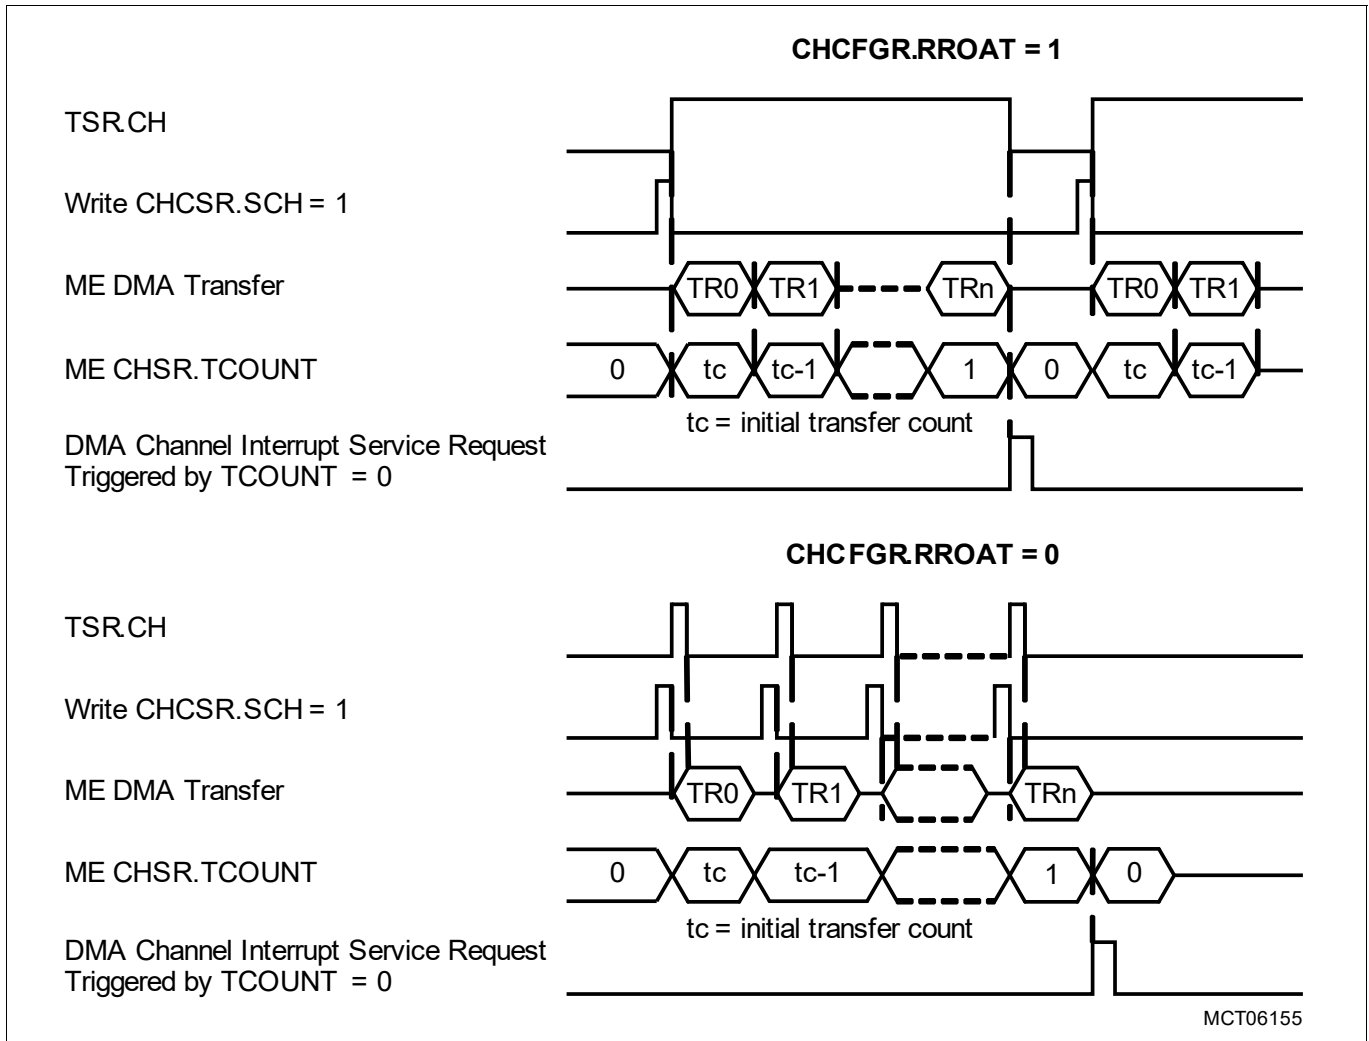 CHCFGR.RROAT = 1
TSR.CH
Write CHCSR.SCH = 1
ME DMA Transfer TR0 TR1 TRn TR0 TR1
ME CHSR.TCOUNT 0 tc tc-1 1 0 tc tc-1
tc = initial transfer count
DMA Channel Interrupt Service Request
Triggered by TCOUNT = 0
CHCFGR.RROAT = 0
TSR.CH
Write CHCSR.SCH = 1
ME DMA Transfer TR0 TR1 TRn
ME CHSR.TCOUNT 0 tc tc-1 1 0
tc = initial transfer count
DMA Channel Interrupt Service Request
Triggered by TCOUNT = 0
MCT06155